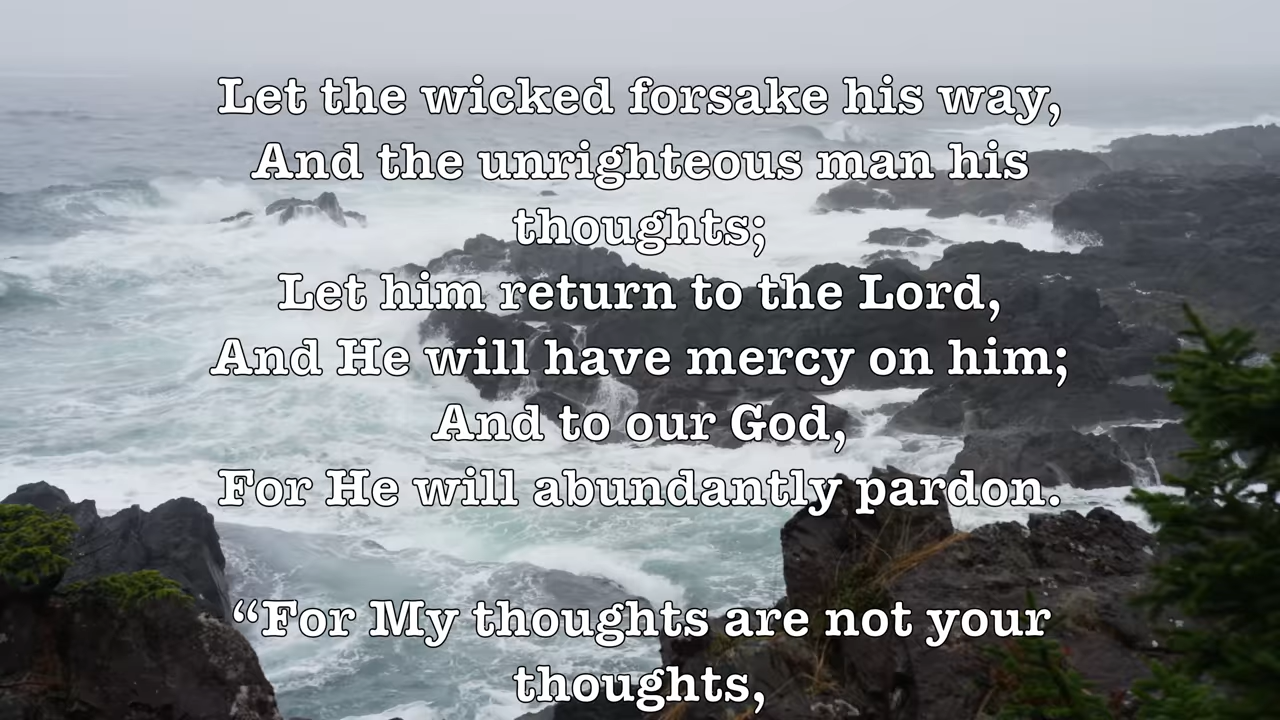 Let the wicked forsake his way,
And the unrighteous man his
thoughts;
Let him return to the Lord,
And He will have mercy on him;
And to our God,
For He will abundantly pardon.
“For My thoughts are not your
thoughts,